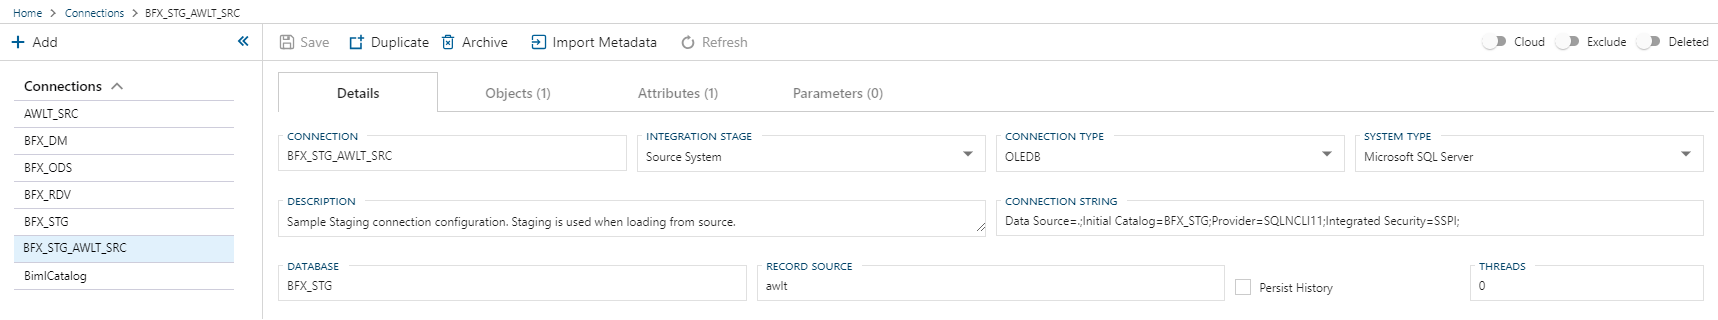 Home > Connections > BFX_STG_AWLT_SRC
+ Add «
Save Duplicate Archive Import Metadata Refresh Cloud Exclude Deleted
Connections
AWLT_SRC
BFX_DM
BFX_ODS
BFX_RDV
BFX_STG
BFX_STG_AWLT_SRC
BimlCatalog
Details Objects (1) Attributes (1) Parameters (0)
CONNECTION INTEGRATION STAGE CONNECTION TYPE SYSTEM TYPE
BFX_STG_AWLT_SRC Source System OLEDB Microsoft SQL Server
DESCRIPTION CONNECTION STRING
Sample Staging connection configuration. Staging is used when loading from source. Data Source=.;Initial Catalog=BFX_STG;Provider=SQLNCLI11;Integrated Security=SSPI;
DATABASE RECORD SOURCE THREADS
BFX_STG awlt Persist History 0